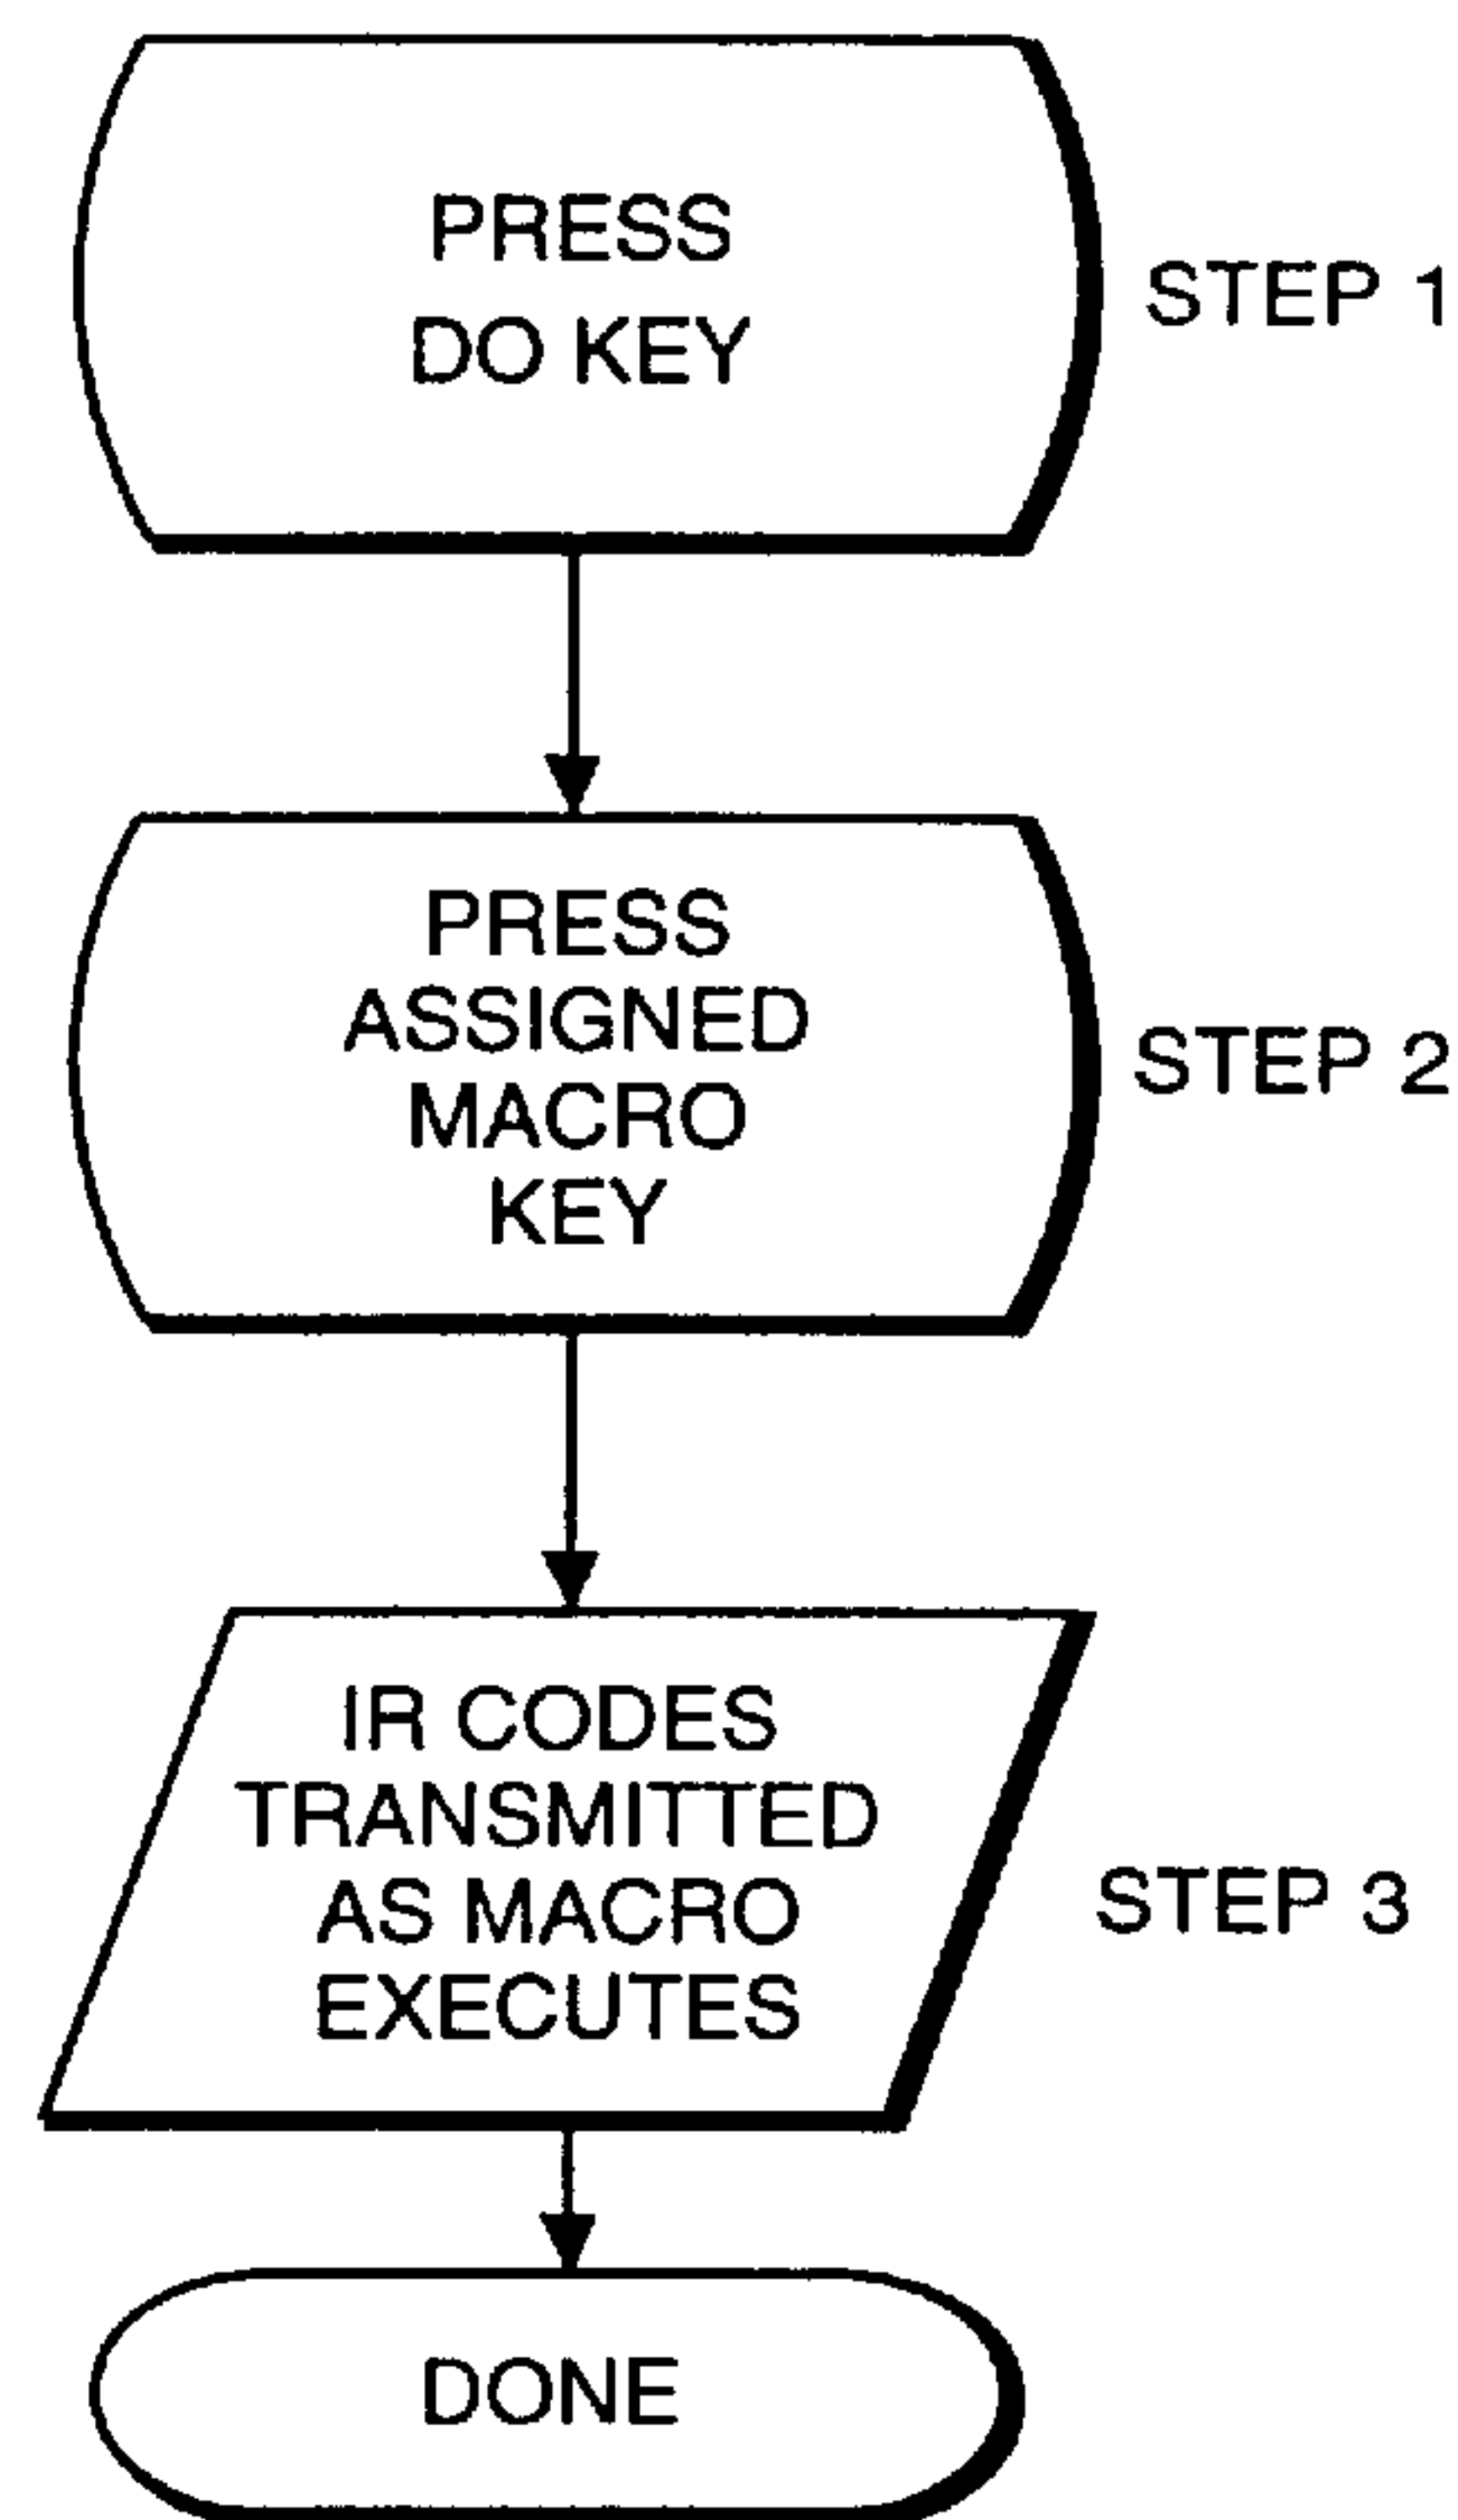 PRESS
DO KEY
STEP 1
PRESS
ASSIGNED
MACRO
KEY
STEP 2
IR CODES
TRANSMITTED
AS MACRO
EXECUTES
STEP 3
DONE